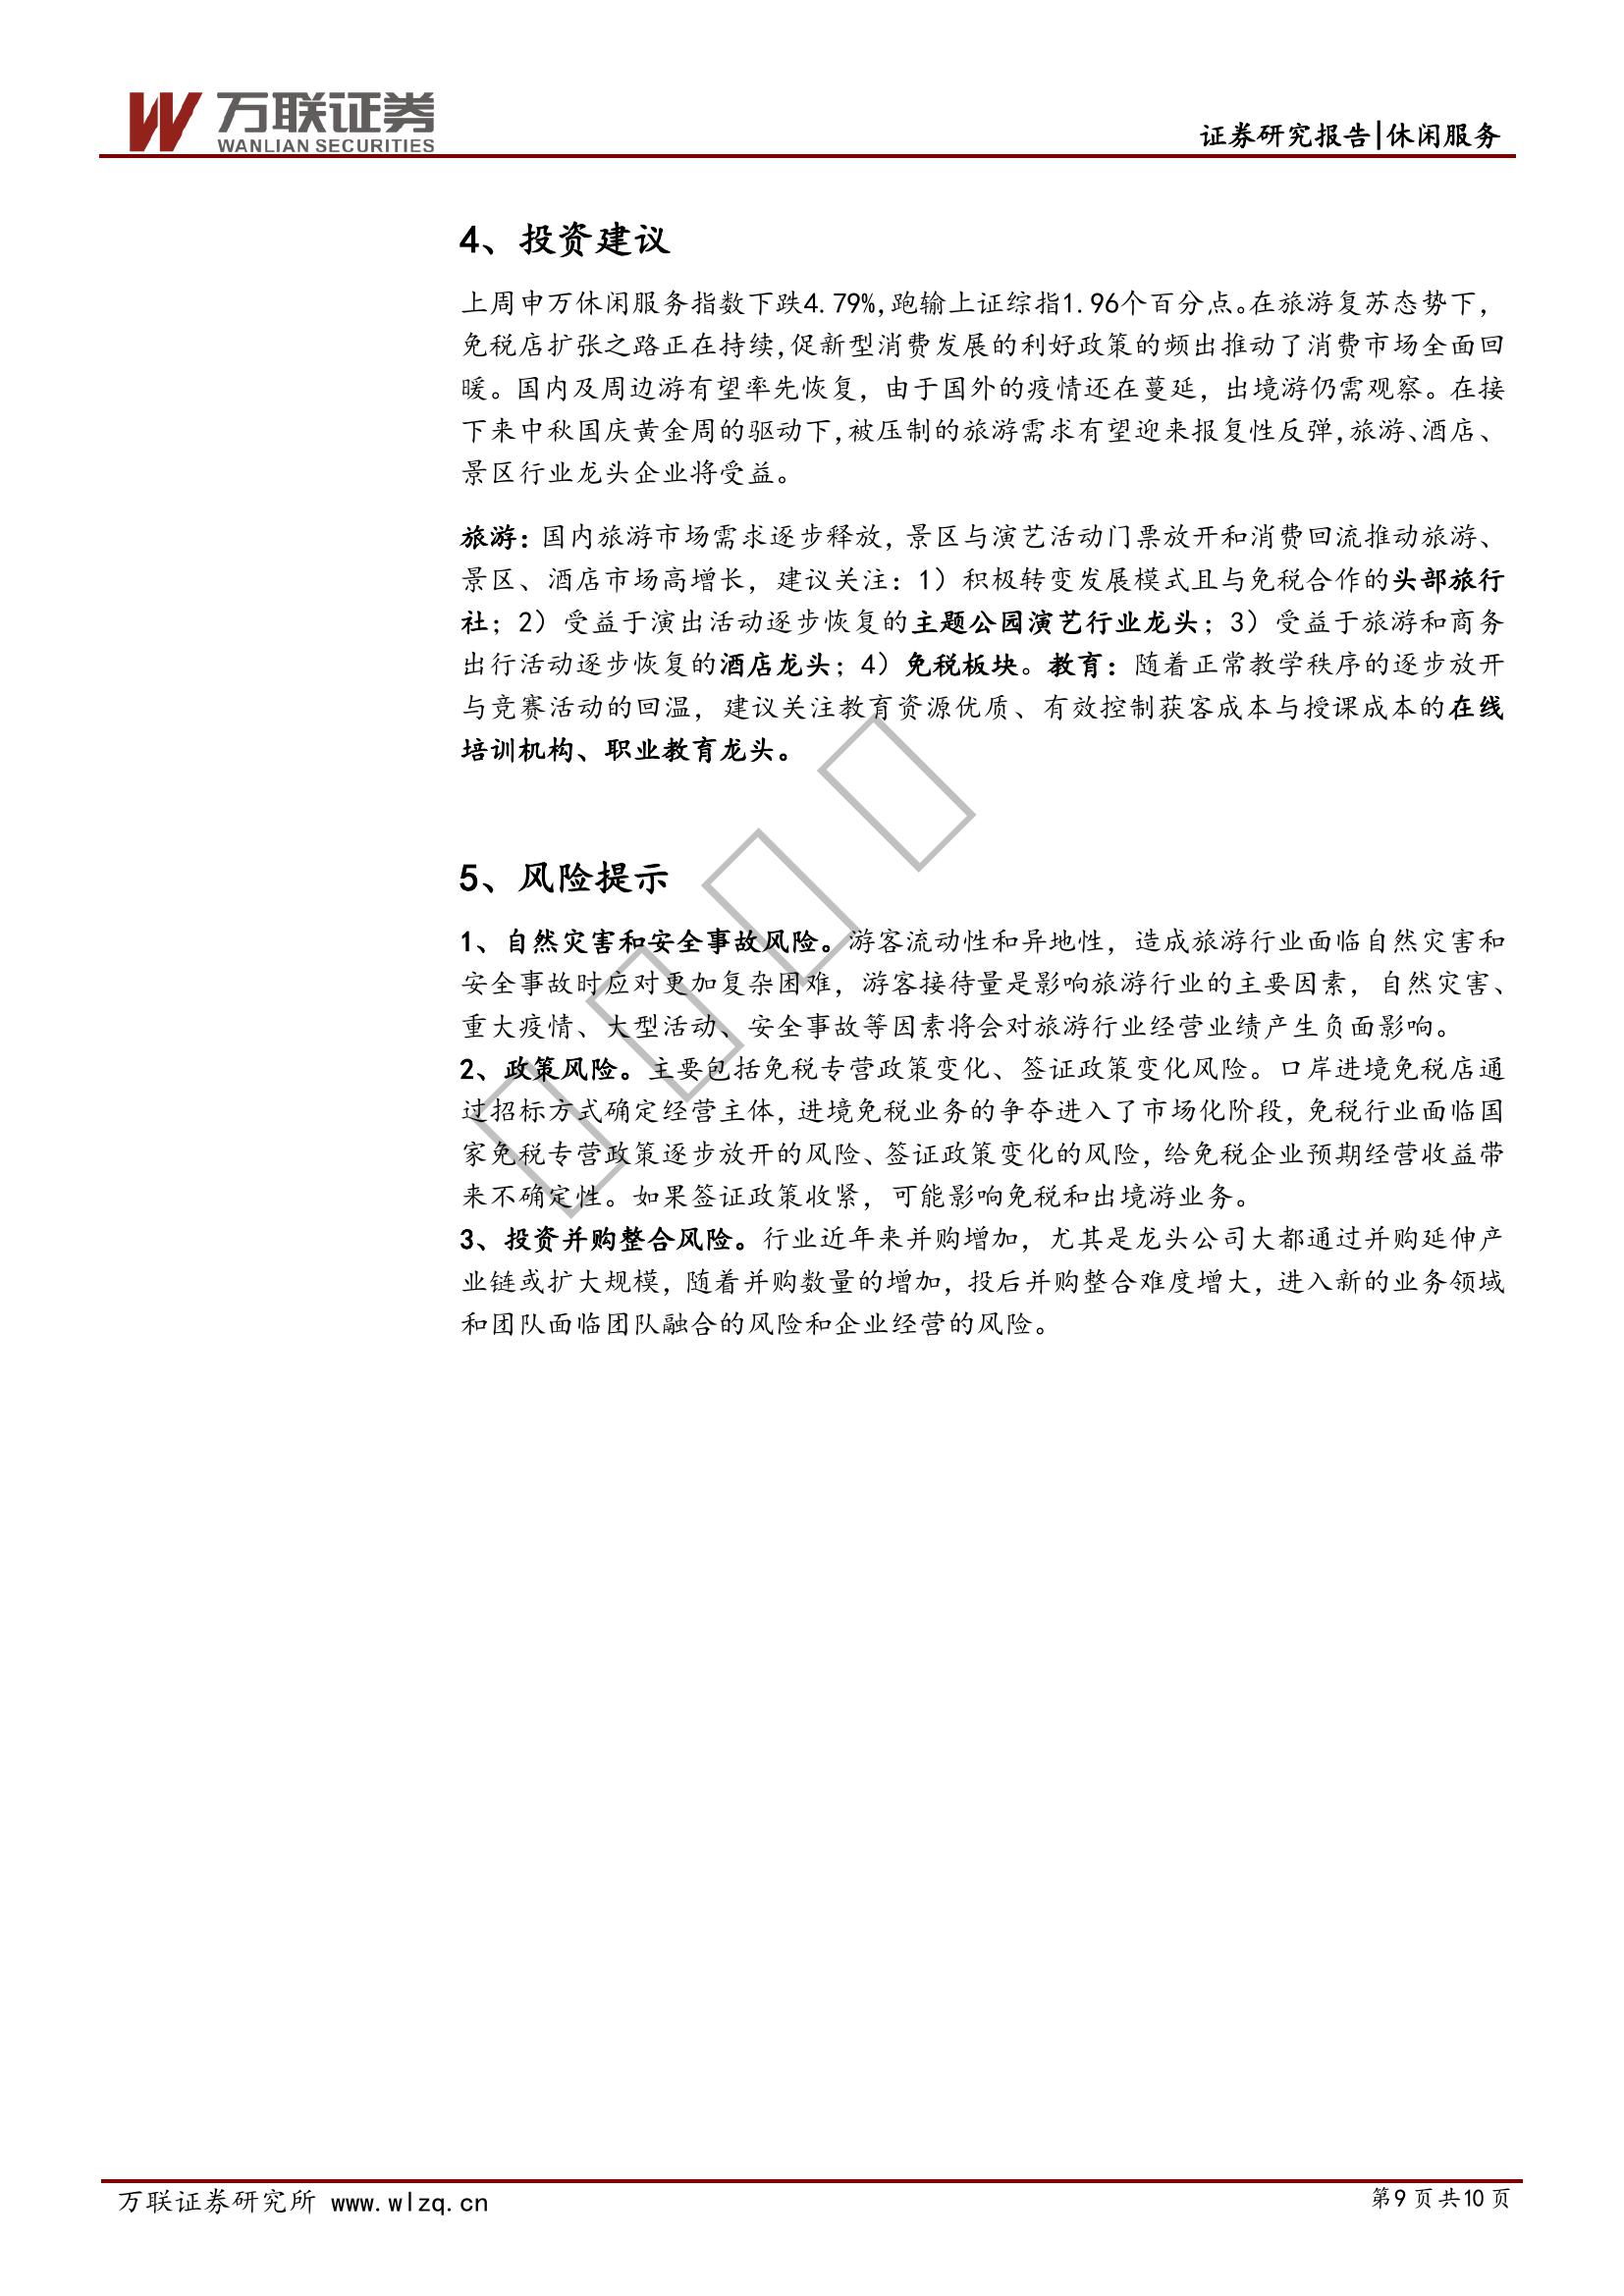 万联证券
WANLIAN SECURITIES
证券研究报告|休闲服务
4、投资建议
上周申万休闲服务指数下跌4.79%,跑输上证综指1.96个百分点。在旅游复苏态势下，
免税店扩张之路正在持续,促新型消费发展的利好政策的频出推动了消费市场全面回
暖。国内及周边游有望率先恢复，由于国外的疫情还在蔓延，出境游仍需观察。在接
下来中秋国庆黄金周的驱动下,被压制的旅游需求有望迎来报复性反弹,旅游、酒店、
景区行业龙头企业将受益。
旅游：国内旅游市场需求逐步释放，景区与演艺活动门票放开和消费回流推动旅游、
景区、酒店市场高增长，建议关注：1）积极转变发展模式且与免税合作的头部旅行
社；2）受益于演出活动逐步恢复的主题公园演艺行业龙头；3）受益于旅游和商务
出行活动逐步恢复的酒店龙头；4）免税板块。教育：随着正常教学秩序的逐步放开
与竞赛活动的回温，建议关注教育资源优质、有效控制获客成本与授课成本的在线
培训机构、职业教育龙头。
5、风险提示
1、自然灾害和安全事故风险。游客流动性和异地性，造成旅游行业面临自然灾害和
安全事故时应对更加复杂困难，游客接待量是影响旅游行业的主要因素，自然灾害、
重大疫情、大型活动、安全事故等因素将会对旅游行业经营业绩产生负面影响。
2、政策风险。主要包括免税专营政策变化、签证政策变化风险。口岸进境免税店通
过招标方式确定经营主体，进境免税业务的争夺进入了市场化阶段，免税行业面临国
家免税专营政策逐步放开的风险、签证政策变化的风险，给免税企业预期经营收益带
来不确定性。如果签证政策收紧，可能影响免税和出境游业务。
3、投资并购整合风险。行业近年来并购增加，尤其是龙头公司大都通过并购延伸产
业链或扩大规模，随着并购数量的增加，投后并购整合难度增大，进入新的业务领域
和团队面临团队融合的风险和企业经营的风险。
万联证券研究所 www.wlzq.cn
第9页共10页